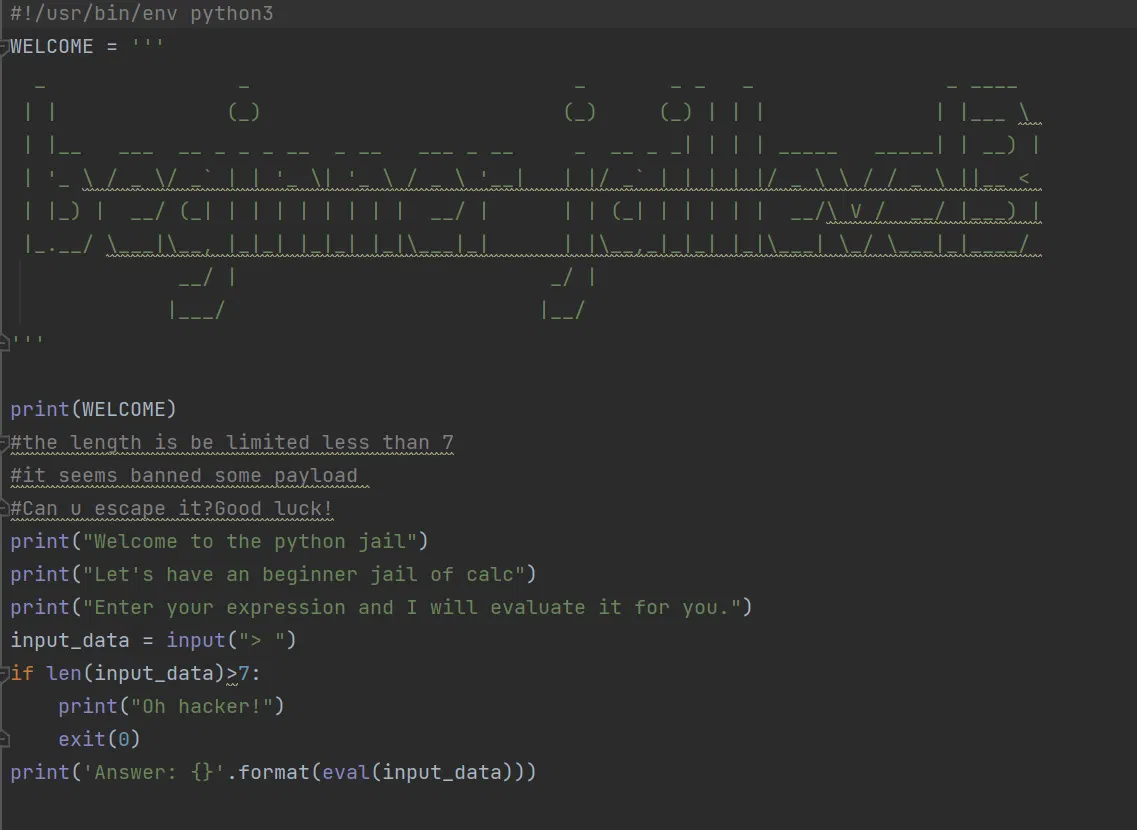 #!/usr/bin/env python3
WELCOME = '''
  _                _                           _       _ _   _                _ ____
 | |              (_)                         (_)     (_) | | |              | |___ \
 | |__   ___  __ _ _ _ __  _ __   ___ _ __     _  __ _ _| | | | _____   _____| | __) |
 | '_ \ / _ \/ _` | | '_ \| '_ \ / _ \ '__|   | |/ _` | | | | |/ _ \ \ / / _ \ ||__ <
 | |_) |  __/ (_| | | | | | | | |  __/ |      | | (_| | | | | |  __/\ V /  __/ |___) |
 |_.__/ \___|\__, |_|_| |_|_| |_|\___|_|      | |\__,_|_|_| |_|\___| \_/ \___|_|____/
              __/ |                          _/ |
             |___/                          |__/
'''
print(WELCOME)
#the length is be limited less than 7
#it seems banned some payload
#Can u escape it?Good luck!
print("Welcome to the python jail")
print("Let's have an beginner jail of calc")
print("Enter your expression and I will evaluate it for you.")
input_data = input("> ")
if len(input_data)>7:
    print("Oh hacker!")
    exit(0)
print('Answer: {}'.format(eval(input_data)))